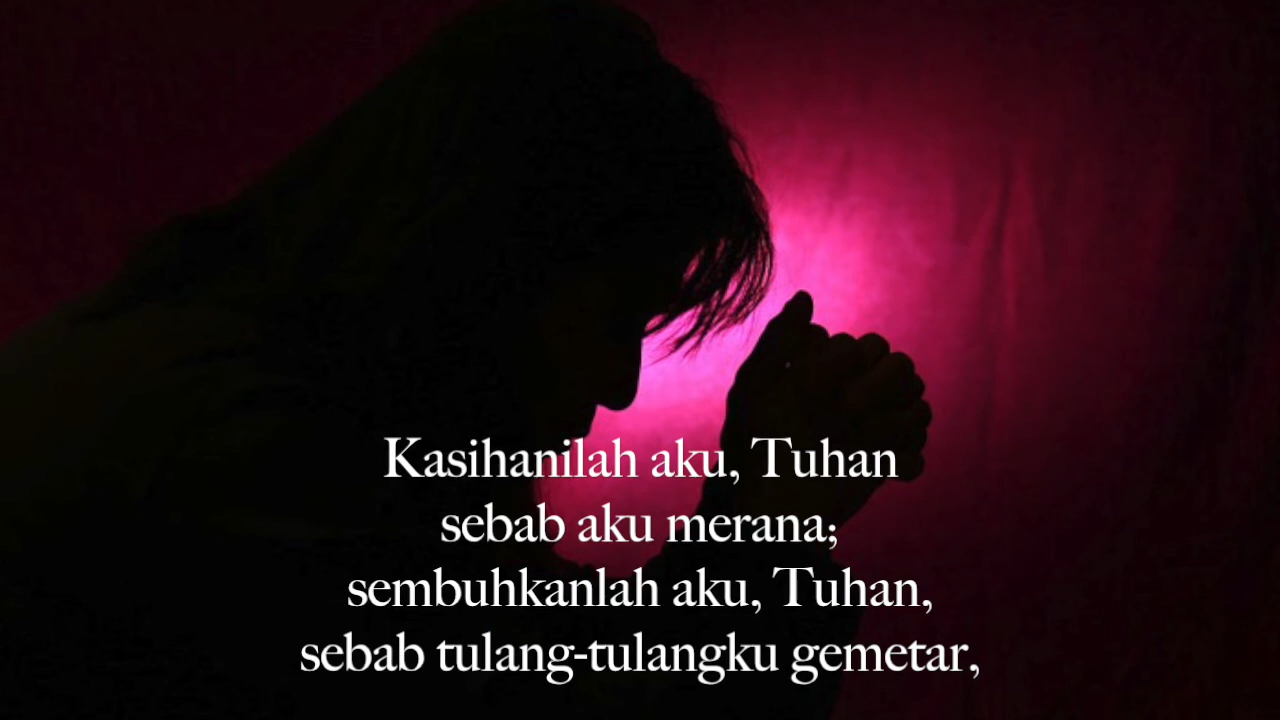 Kasihanilah aku, Tuhan
sebab aku merana;
sembuhkanlah aku, Tuhan,
sebab tulang-tulangku gemetar,